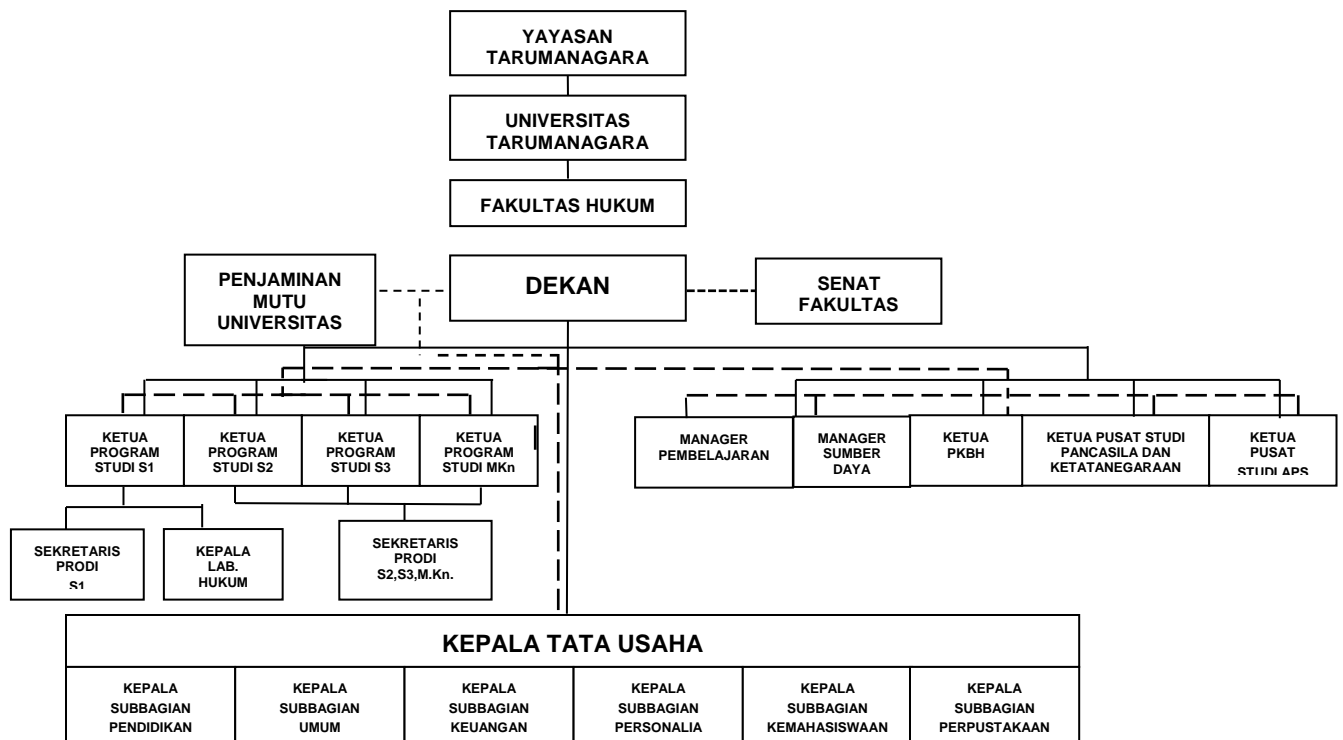 YAYASAN
TARUMANAGARA
UNIVERSITAS
TARUMANAGARA
FAKULTAS HUKUM
PENJAMINAN
MUTU
UNIVERSITAS
DEKAN
SENAT
FAKULTAS
KETUA
PROGRAM
STUDI S1
KETUA
PROGRAM
STUDI S2
KETUA
PROGRAM
STUDI S3
KETUA
PROGRAM
STUDI MKn
MANAGER
PEMBELAJARAN
MANAGER
SUMBER
DAYA
KETUA
PKBH
KETUA PUSAT STUDI
PANCASILA DAN
KETATANEGARAAN
KETUA
PUSAT
STUDI APS
SEKRETARIS
PRODI
S1
KEPALA
LAB.
HUKUM
SEKRETARIS
PRODI
S2,S3,M.Kn.
KEPALA TATA USAHA
KEPALA
SUBBAGIAN
PENDIDIKAN
KEPALA
SUBBAGIAN
UMUM
KEPALA
SUBBAGIAN
KEUANGAN
KEPALA
SUBBAGIAN
PERSONALIA
KEPALA
SUBBAGIAN
KEMAHASISWAAN
KEPALA
SUBBAGIAN
PERPUSTAKAAN